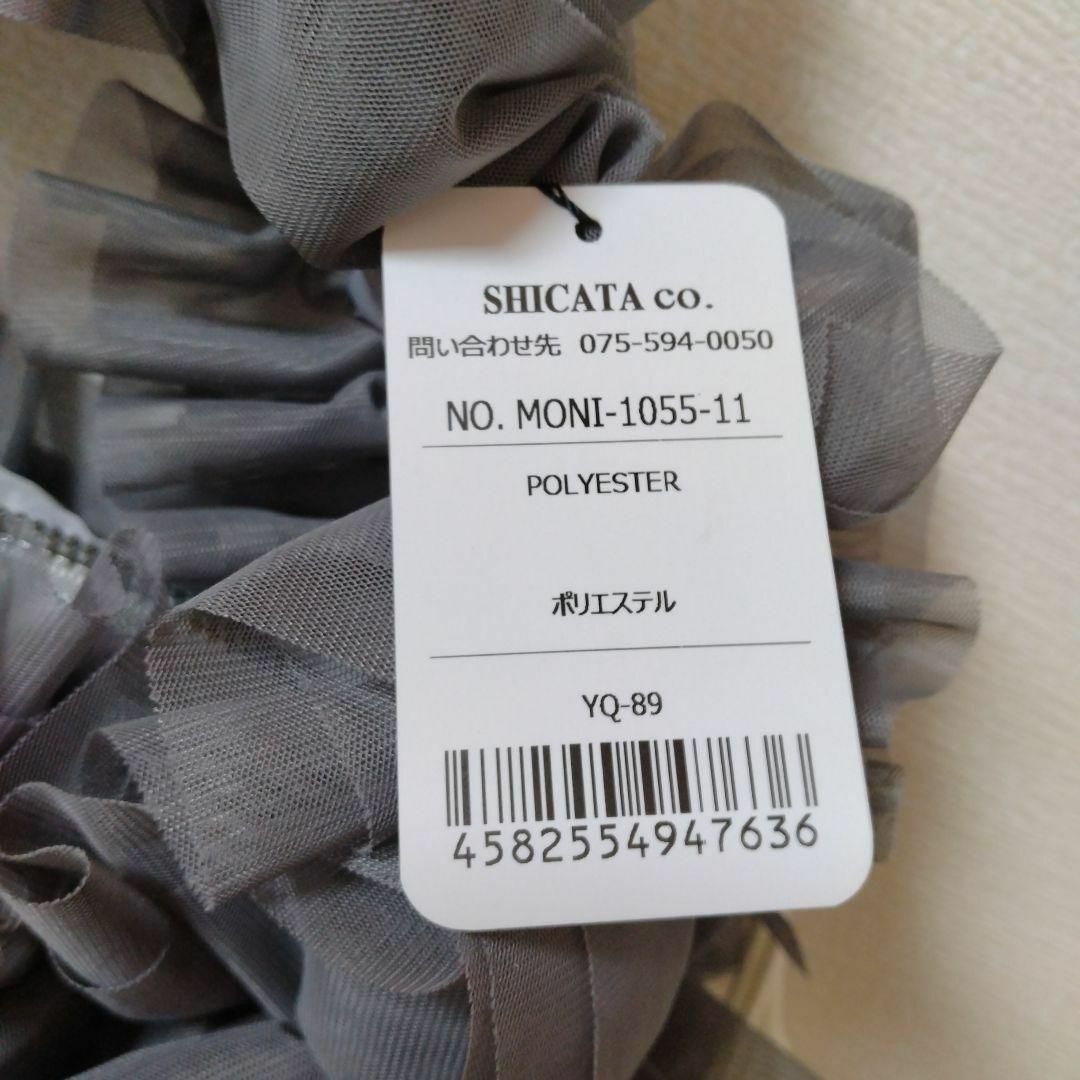 SHICATA co.
問い合わせ先 075-594-0050
NO. MONI-1055-11
POLYESTER
ポリエステル
YQ-89
4582554947636